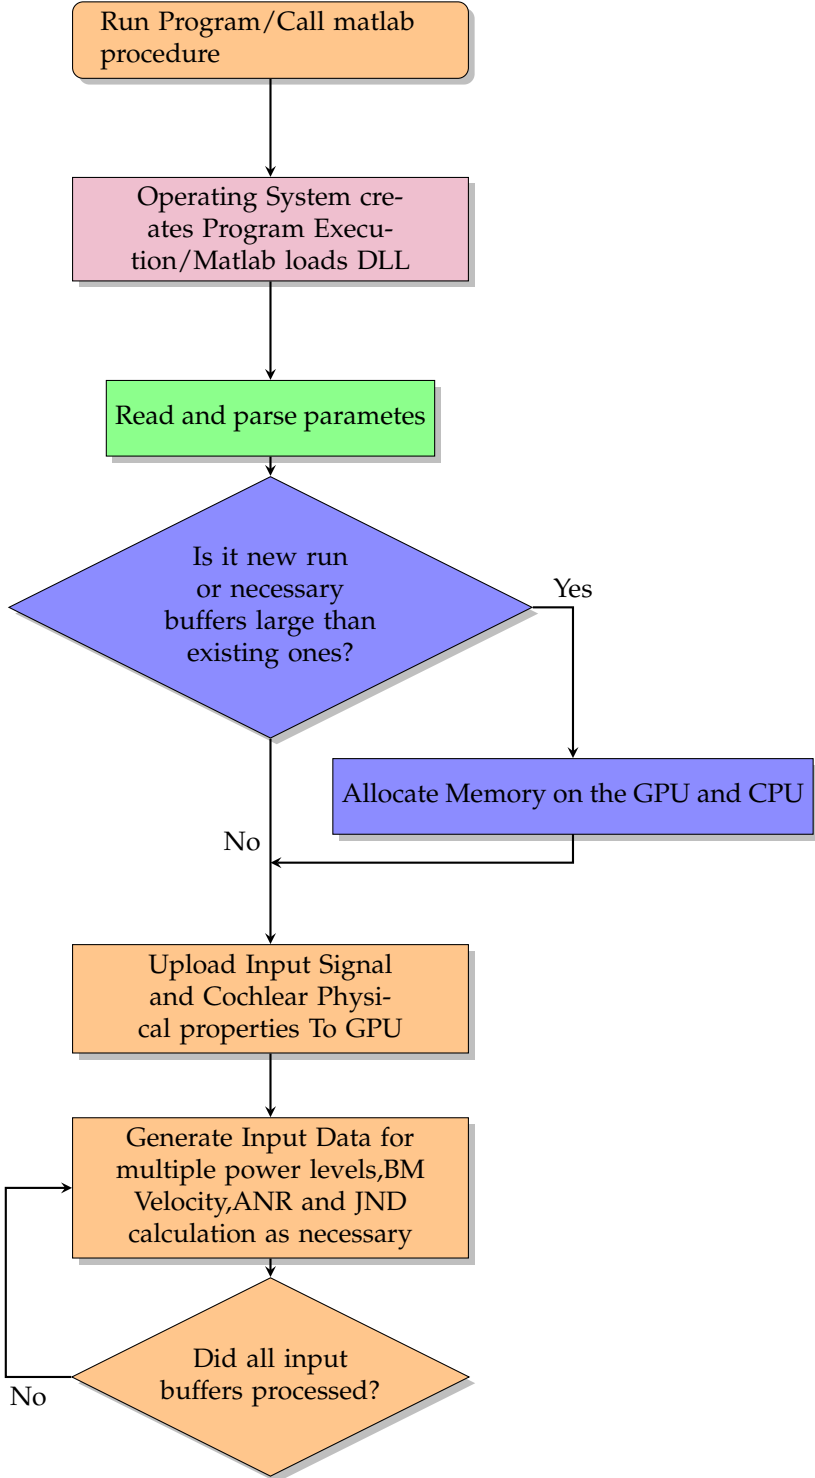 Run Program/Call matlab
procedure
Operating System cre-
ates Program Execu-
tion/Matlab loads DLL
Read and parse parametes
Is it new run
or necessary
buffers large than
existing ones?
Yes
Allocate Memory on the GPU and CPU
No
Upload Input Signal
and Cochlear Physi-
cal properties To GPU
Generate Input Data for
multiple power levels,BM
Velocity,ANR and JND
calculation as necessary
Did all input
buffers processed?
No